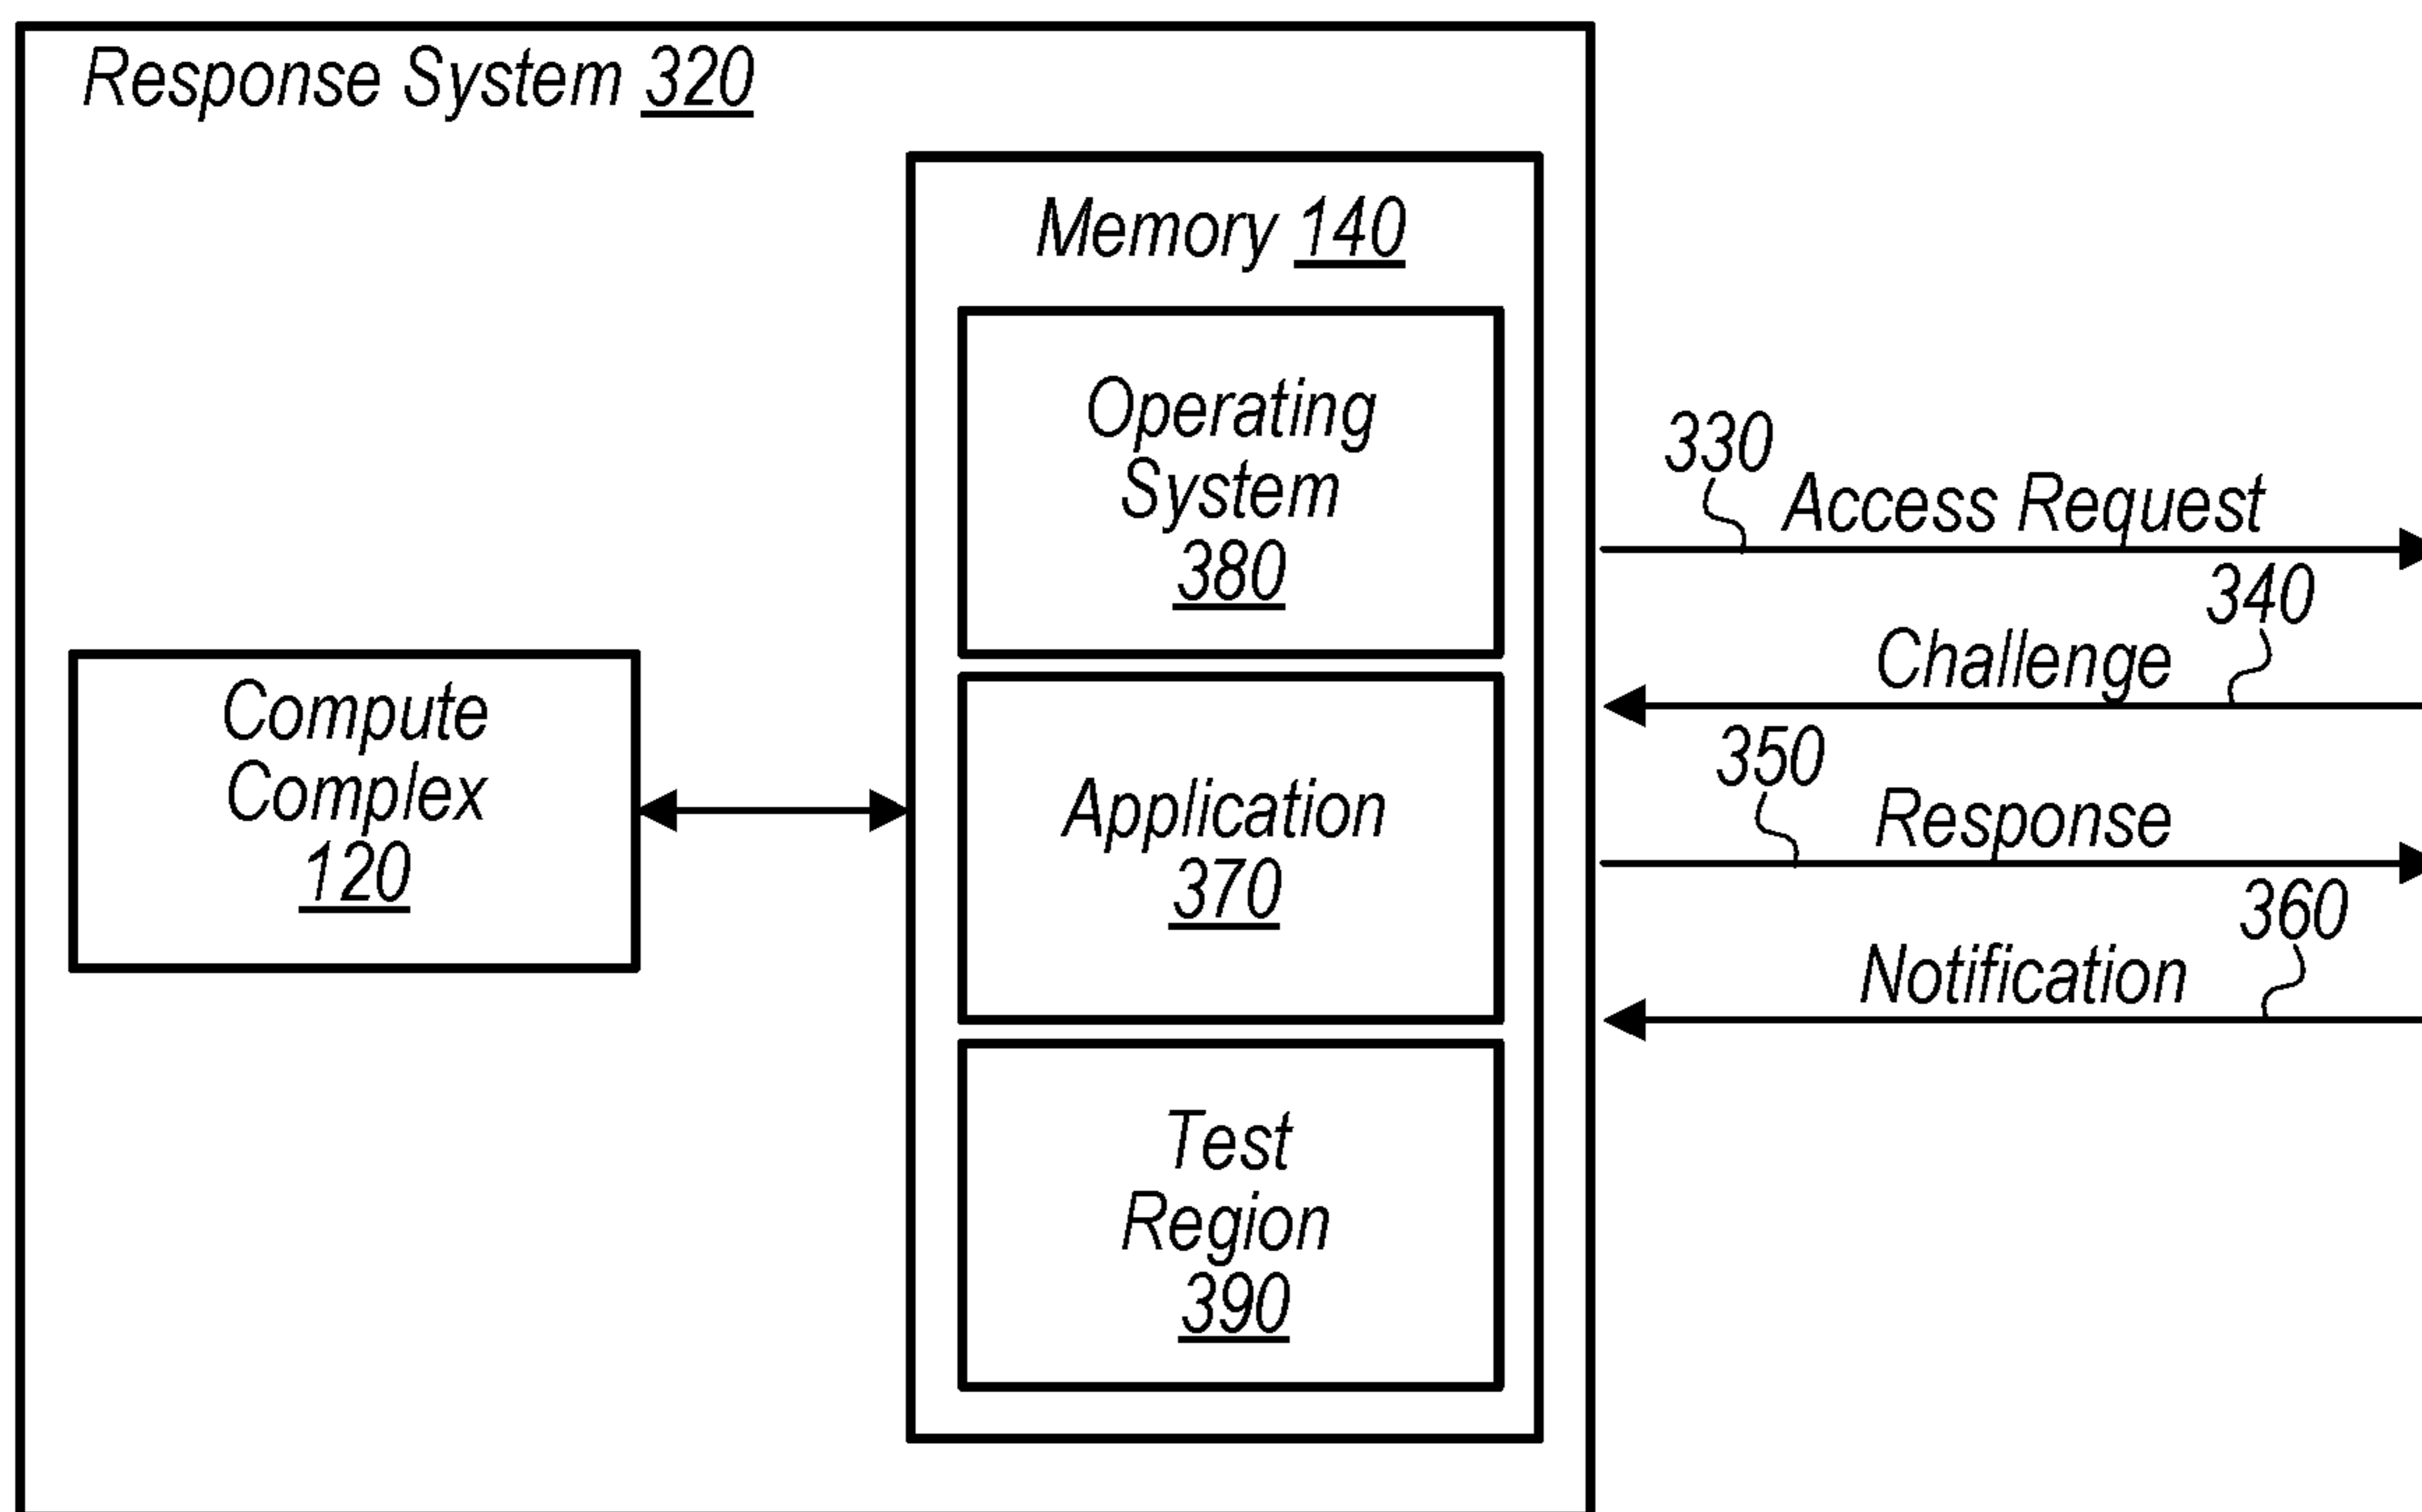 Response System 320
Memory 140
Operating
System
380
Compute
Complex
120
Application
370
Test
Region
390
330
Access Request
340
Challenge
350
Response
360
Notification